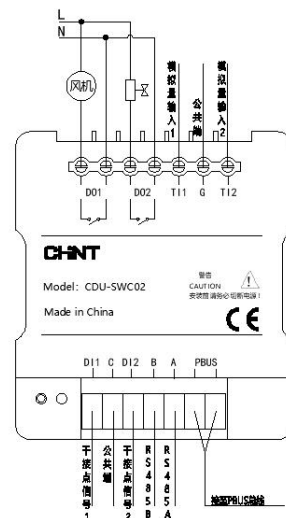 L
N
风机
模拟量输入1
公共端
模拟量输入2
DO1 DO2 TI1 G TI2
CHNT
Model: CDU-SWC02
Made in China
警告
CAUTION
安装前请务必切断电源!
CE
DI1 C DI2 B A PBUS
干接点信号1
公共端
干接点信号2
RS485B
RS485A
接至PBUS总线